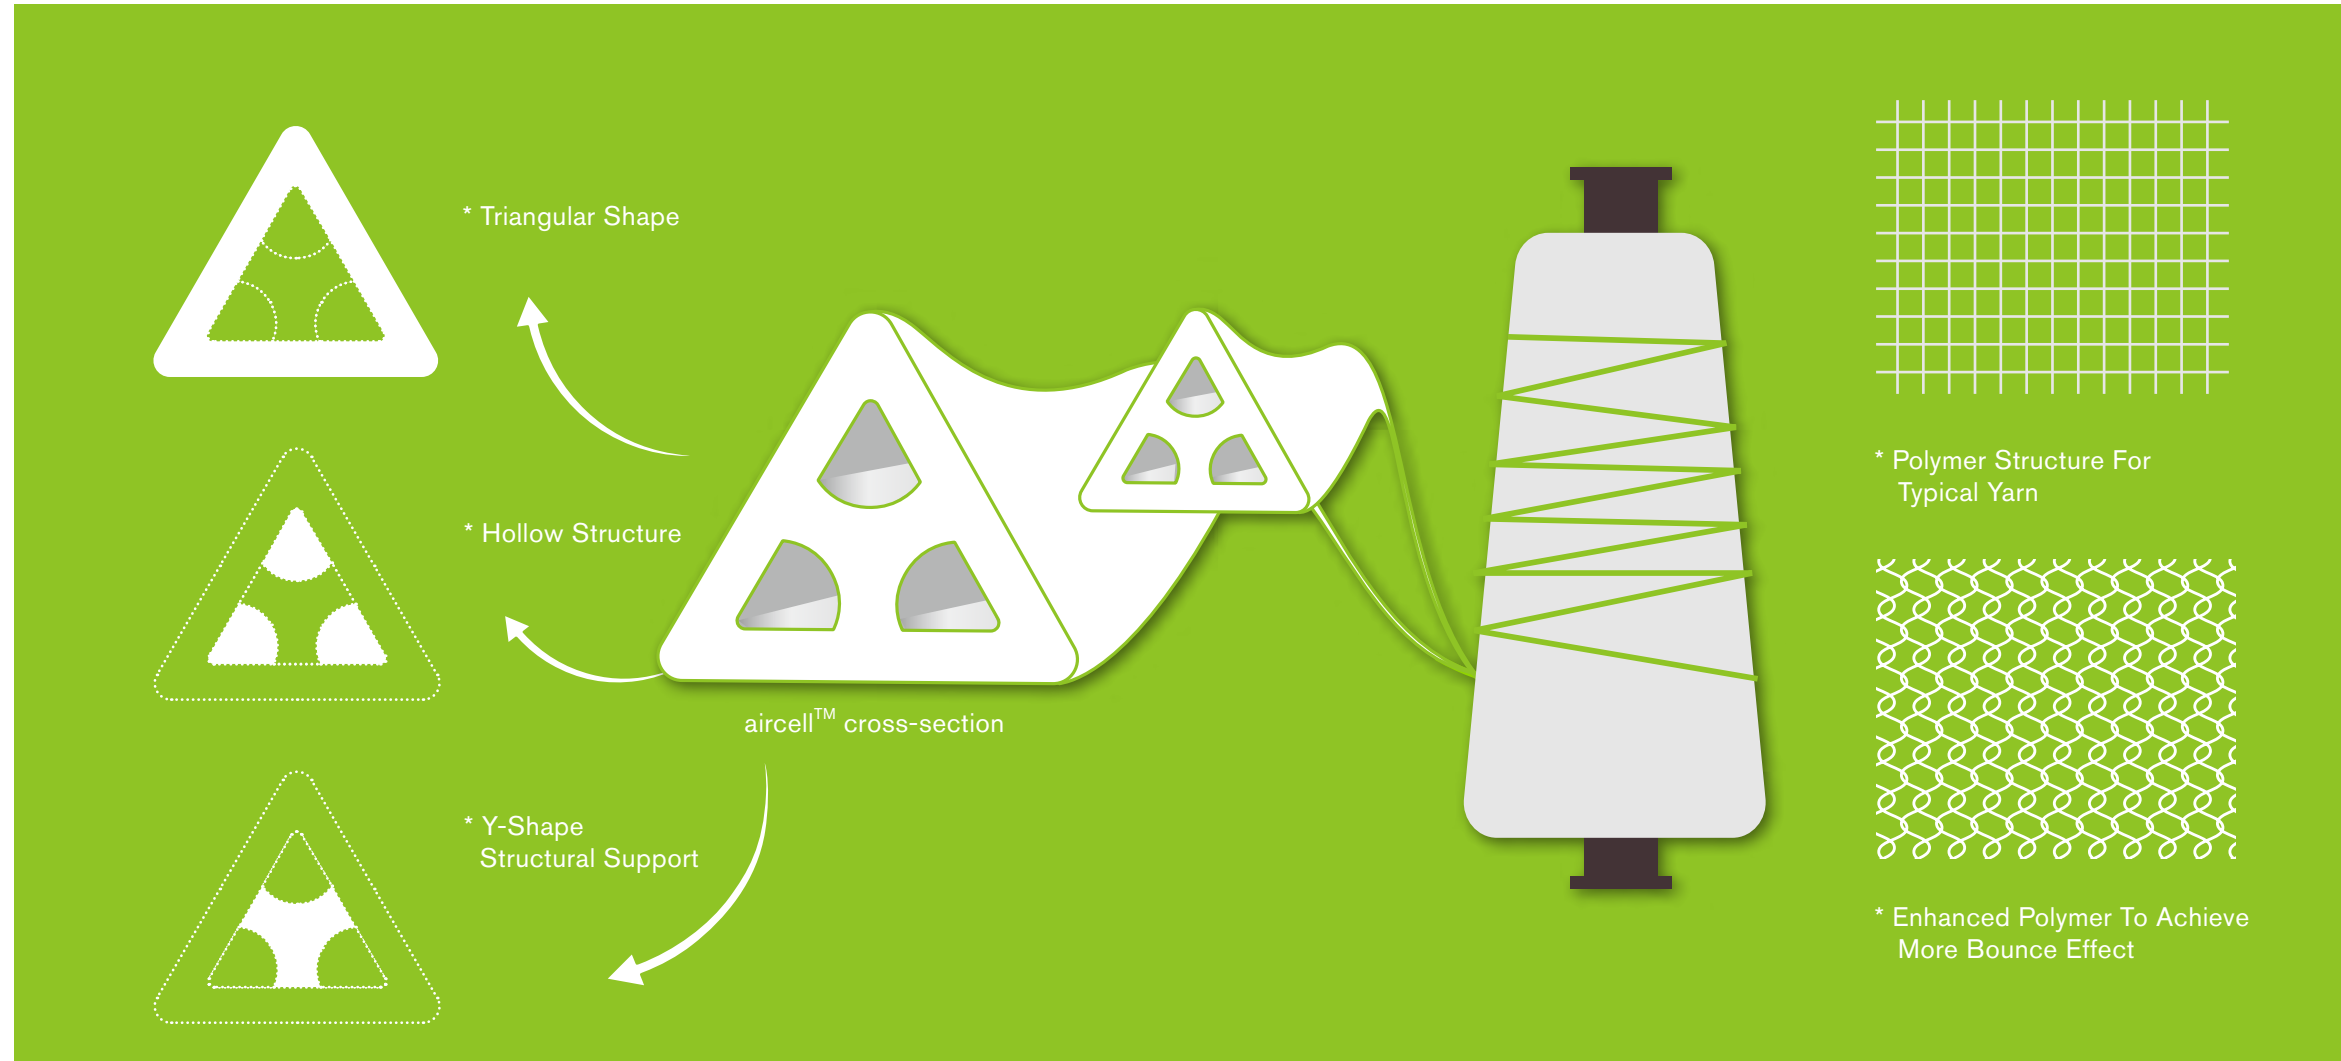 * Triangular Shape
* Hollow Structure
* Y-Shape
Structural Support
aircell™ cross-section
* Polymer Structure For
Typical Yarn
* Enhanced Polymer To Achieve
More Bounce Effect